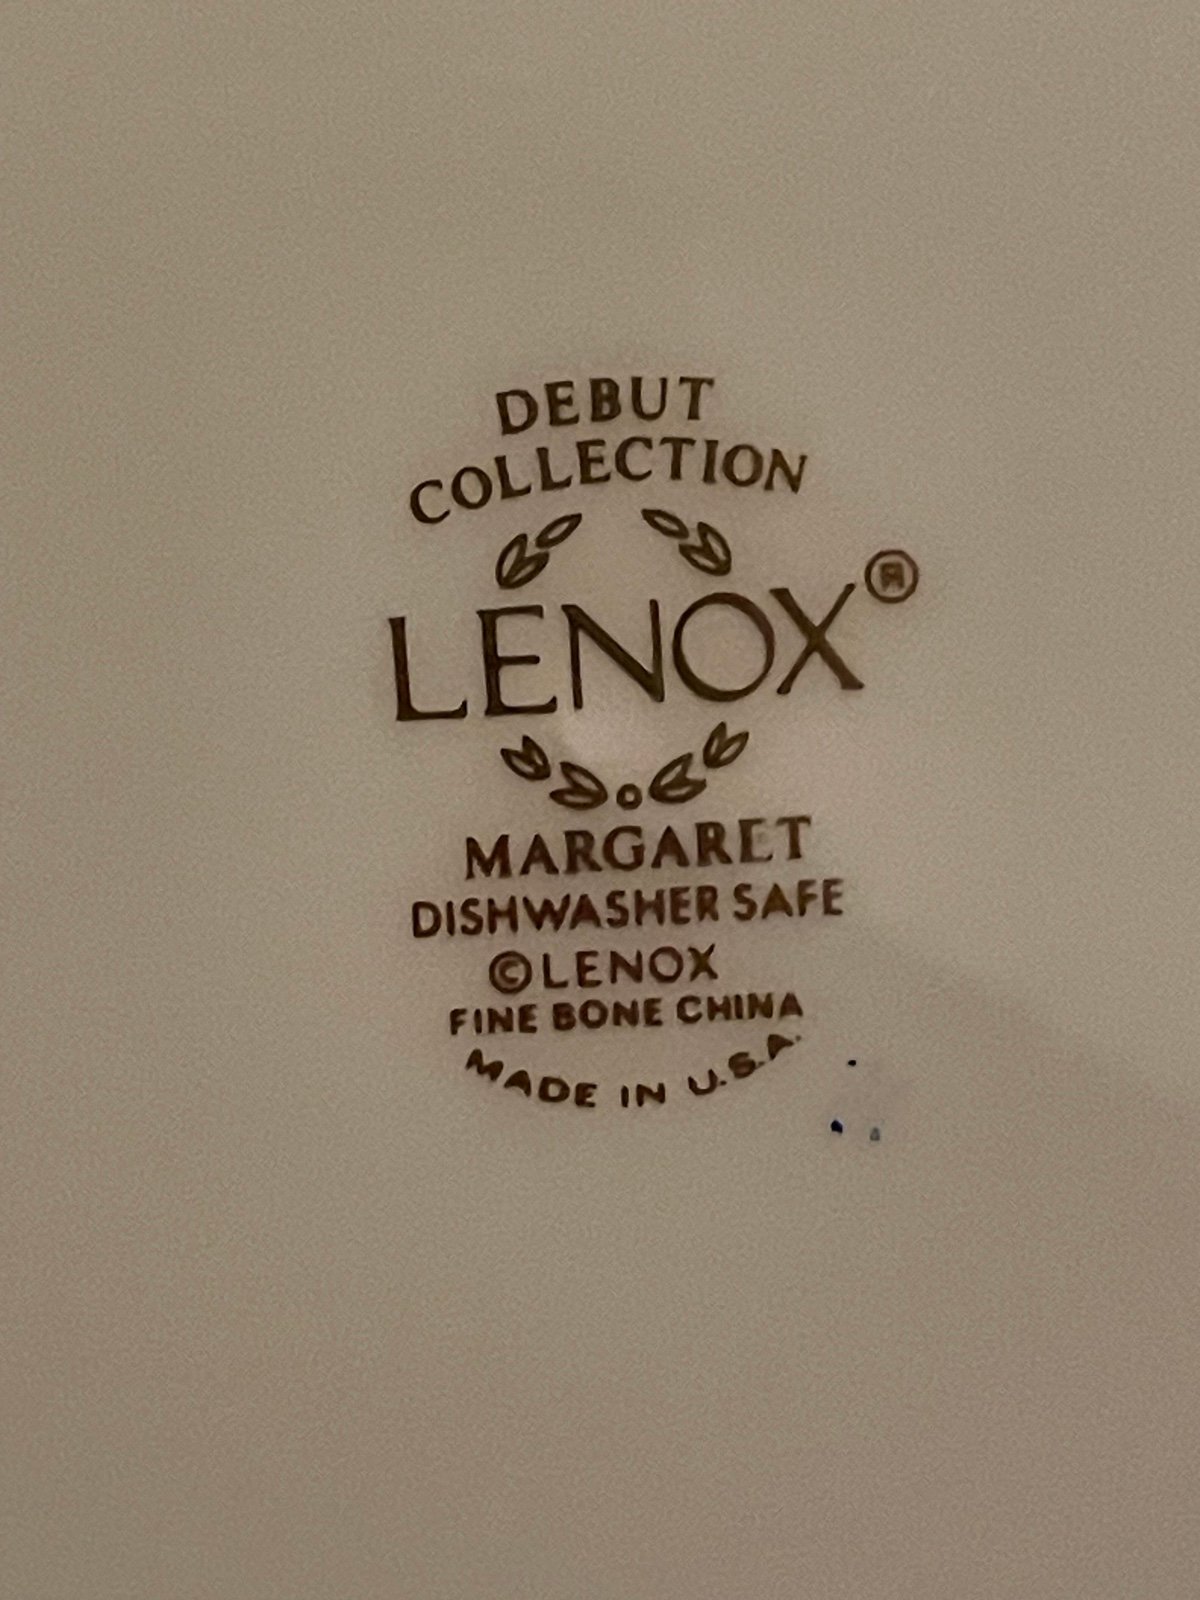 DEBUT
COLLECTION
LENOX®
MARGARET
DISHWASHER SAFE
©LENOX
FINE BONE CHINA
MADE IN U.S.A.